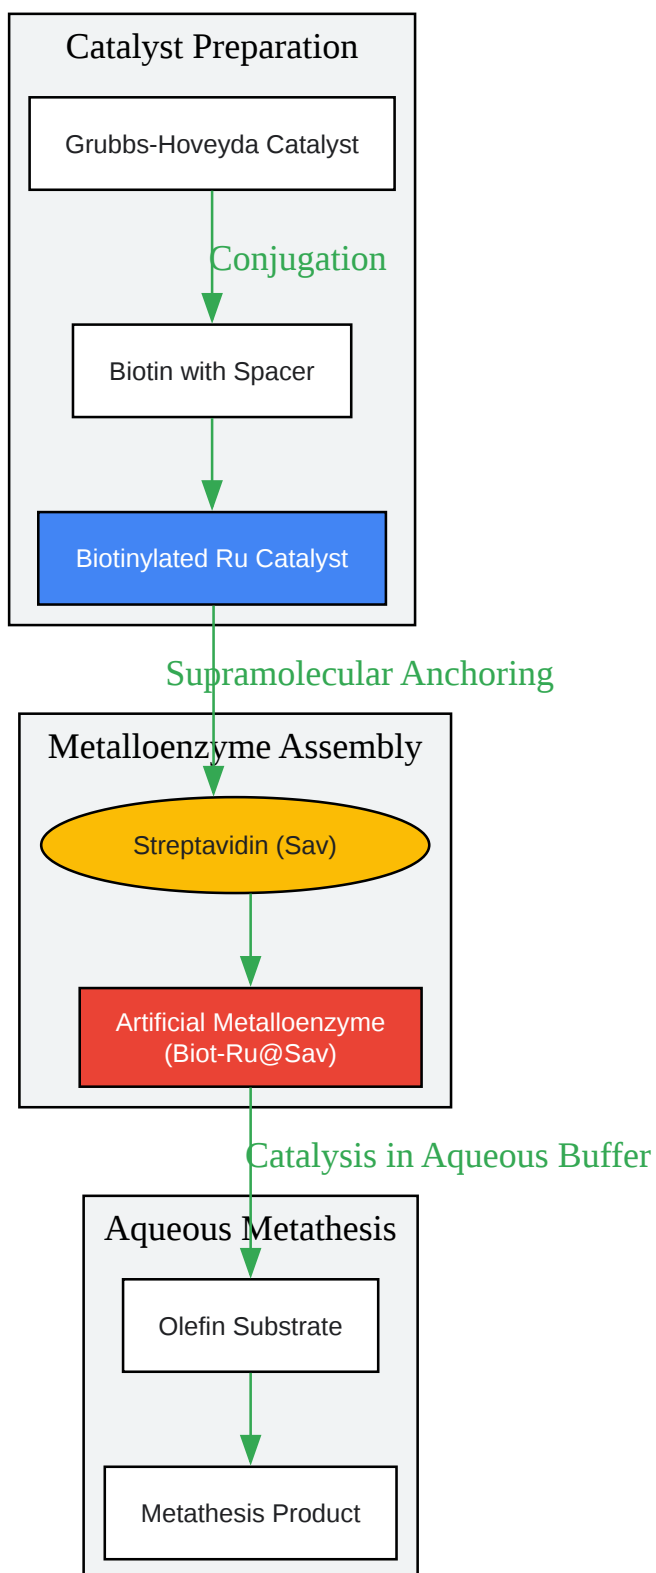 Catalyst Preparation
Grubbs-Hoveyda Catalyst
Conjugation
Biotin with Spacer
Biotinylated Ru Catalyst
Supramolecular Anchoring
Metalloenzyme Assembly
Streptavidin (Sav)
Artificial Metalloenzyme
(Biot-Ru@Sav)
Catalysis in Aqueous Buffer
Aqueous Metathesis
Olefin Substrate
Metathesis Product